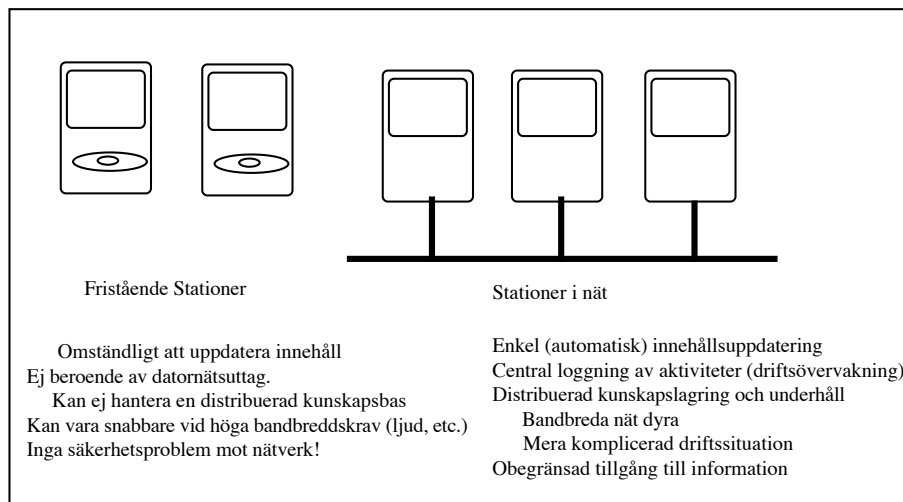 Fristående Stationer
Omständligt att uppdatera innehåll
Ej beroende av datornätsuttag.
Kan ej hantera en distribuerad kunskapsbas
Kan vara snabbare vid höga bandbreddskrav (ljud, etc.)
Inga säkerhetsproblem mot nätverk!
Stationer i nät
Enkel (automatisk) innehållsuppdatering
Central loggning av aktiviteter (driftsövervakning)
Distribuerad kunskapslagring och underhåll
Bandbreda nät dyra
Mera komplicerad driftssituation
Obegränsad tillgång till information